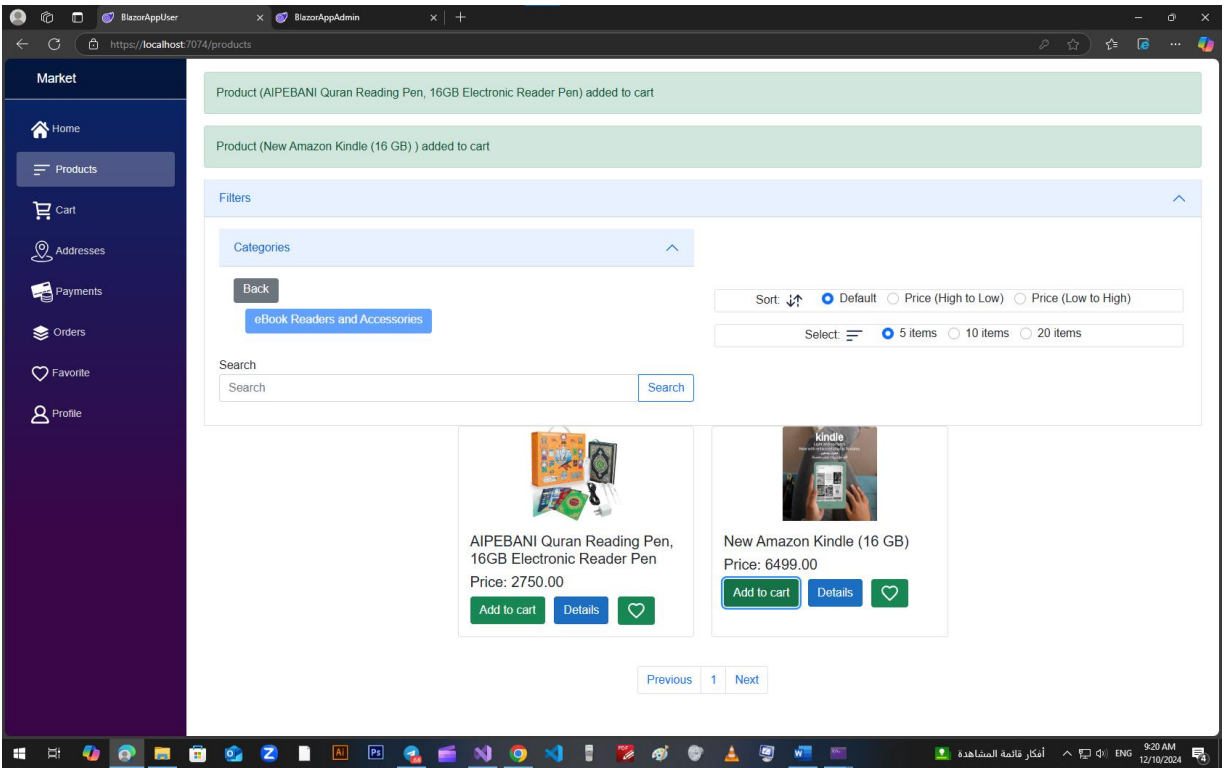 BlazorAppUser
BlazorAppAdmin
https://localhost:7074/products
Market
Home
Products
Cart
Addresses
Payments
Orders
Favorite
Profile
Product (AIPEBANI Quran Reading Pen, 16GB Electronic Reader Pen) added to cart
Product (New Amazon Kindle (16 GB) ) added to cart
Filters
Categories
Back
eBook Readers and Accessories
Search
Search
Search
Sort:
Default
Price (High to Low)
Price (Low to High)
Select:
5 items
10 items
20 items
AIPEBANI Quran Reading Pen,
16GB Electronic Reader Pen
Price: 2750.00
Add to cart
Details
kindle
New Amazon Kindle (16 GB)
Price: 6499.00
Add to cart
Details
Previous
1
Next
Ai
Ps
أفكار قائمة المشاهدة
ENG
9:20 AM
12/10/2024